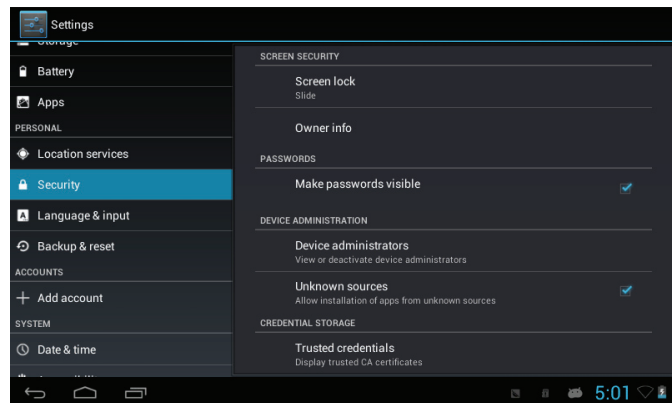 Settings
Storage
Battery
Apps
PERSONAL
Location services
Security
Language & input
Backup & reset
ACCOUNTS
Add account
SYSTEM
Date & time
SCREEN SECURITY
Screen lock
Slide
Owner info
PASSWORDS
Make passwords visible
DEVICE ADMINISTRATION
Device administrators
View or deactivate device administrators
Unknown sources
Allow installation of apps from unknown sources
CREDENTIAL STORAGE
Trusted credentials
Display trusted CA certificates
5:01